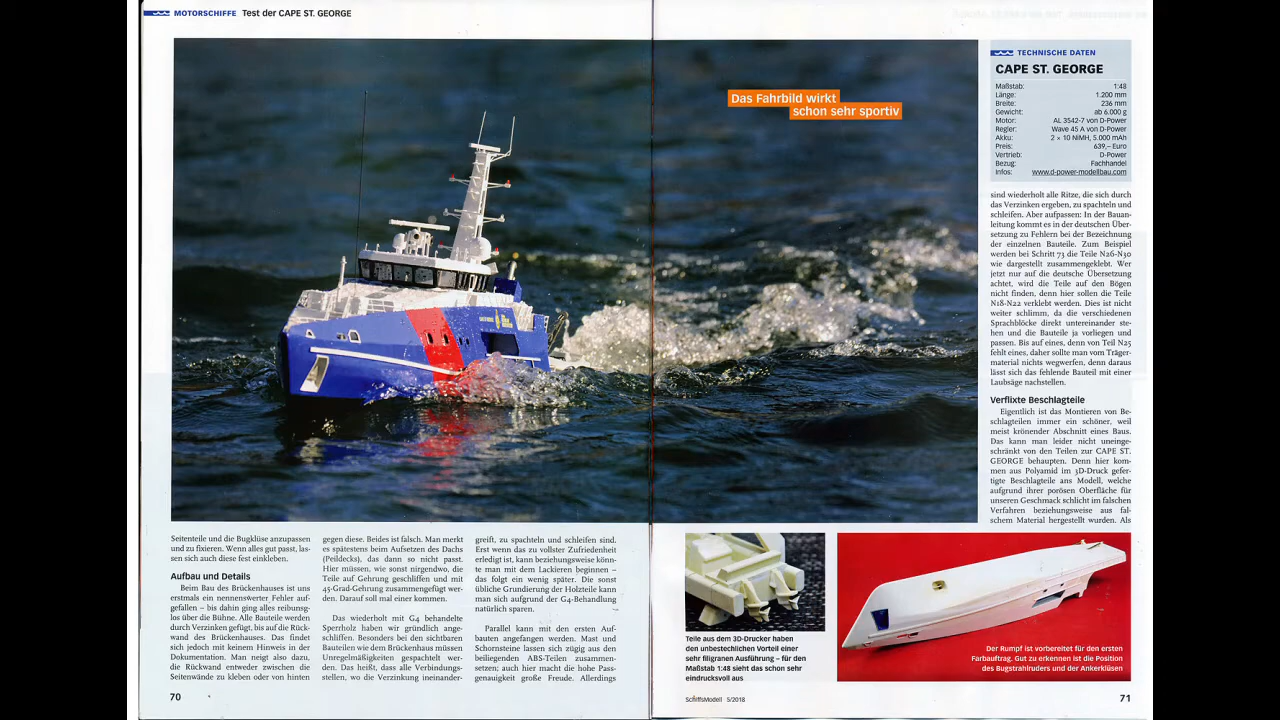 MOTORSCHIFFE Test der CAPE ST. GEORGE
Das Fahrbild wirkt
schon sehr sportiv
Seitenteile und die Bugklüse anzupassen
und zu fixieren. Wenn alles gut passt, las-
sen sich auch diese fest einkleben.
Aufbau und Details
Beim Bau des Brückenhauses ist uns
erstmals ein nennenswerter Fehler auf-
gefallen – bis dahin ging alles reibungs-
los über die Bühne. Alle Bauteile werden
durch Verzinken gefügt, bis auf die Rück-
wand des Brückenhauses. Das findet
sich jedoch mit keinem Hinweis in der
Dokumentation. Man neigt also dazu,
die Rückwand entweder zwischen die
Seitenwände zu kleben oder von hinten
gegen diese. Beides ist falsch. Man merkt
es spätestens beim Aufsetzen des Dachs
(Peildecks), das dann so nicht passt.
Hier müssen, wie sonst nirgendwo, die
Teile auf Gehrung geschliffen und mit
45-Grad-Gehrung zusammengefügt wer-
den. Darauf soll mal einer kommen.
Das wiederholt mit G4 behandelte
Sperrholz haben wir gründlich ange-
schliffen. Besonders bei den sichtbaren
Bauteilen wie dem Brückenhaus müssen
Unregelmäßigkeiten gespachtelt wer-
den. Das heißt, dass alle Verbindungs-
stellen, wo die Verzinkung ineinander-
greift, zu spachteln und schleifen sind.
Erst wenn das zu vollster Zufriedenheit
erledigt ist, kann beziehungsweise könn-
te man mit dem Lackieren beginnen –
das folgt ein wenig später. Die sonst
übliche Grundierung der Holzteile kann
man sich aufgrund der G4-Behandlung
natürlich sparen.
Parallel kann mit den ersten Auf-
bauten angefangen werden. Mast und
Schornsteine lassen sich zügig aus den
beiliegenden ABS-Teilen zusammen-
setzen; auch hier macht die hohe Pass-
genauigkeit große Freude. Allerdings
70
TECHNISCHE DATEN
CAPE ST. GEORGE
Maßstab: 1:48
Länge: 1.200 mm
Breite: 236 mm
Gewicht: ab 6.000 g
Motor: AL 3542-7 von D-Power
Regler: Wave 45 A von D-Power
Akku: 2 × 10 NiMH, 5.000 mAh
Preis: 639,– Euro
Vertrieb: D-Power
Bezug: Fachhandel
Infos: www.d-power-modellbau.com
sind wiederholt alle Ritze, die sich durch
das Verzinken ergeben, zu spachteln und
schleifen. Aber aufpassen: In der Bauan-
leitung kommt es in der deutschen Über-
setzung zu Fehlern bei der Bezeichnung
der einzelnen Bauteile. Zum Beispiel
werden bei Schritt 73 die Teile N26-N30
wie dargestellt zusammengeklebt. Wer
jetzt nur auf die deutsche Übersetzung
achtet, wird die Teile auf den Bögen
nicht finden, denn hier sollen die Teile
N18-N22 verklebt werden. Dies ist nicht
weiter schlimm, da die verschiedenen
Sprachblöcke direkt untereinander ste-
hen und die Bauteile ja vorliegen und
passen. Bis auf eines, denn von Teil N25
fehlt eines, daher sollte man vom Träger-
material nichts wegwerfen, denn daraus
lässt sich das fehlende Bauteil mit einer
Laubsäge nachstellen.
Verflixte Beschlagteile
Eigentlich ist das Montieren von Be-
schlagteilen immer ein schöner, weil
meist krönender Abschnitt eines Baus.
Das kann man leider nicht uneinge-
schränkt von den Teilen zur CAPE ST.
GEORGE behaupten. Denn hier kom-
men aus Polyamid im 3D-Druck gefer-
tigte Beschlagteile ans Modell, welche
aufgrund ihrer porösen Oberfläche für
unseren Geschmack schlicht im falschen
Verfahren beziehungsweise aus fal-
schem Material hergestellt wurden. Als
Teile aus dem 3D-Drucker haben
den unbestechlichen Vorteil einer
sehr filigranen Ausführung – für den
Maßstab 1:48 sieht das schon sehr
eindrucksvoll aus
Der Rumpf ist vorbereitet für den ersten
Farbauftrag. Gut zu erkennen ist die Position
des Bugstrahlruders und der Ankerklüsen
SchiffsModell 5/2018
71